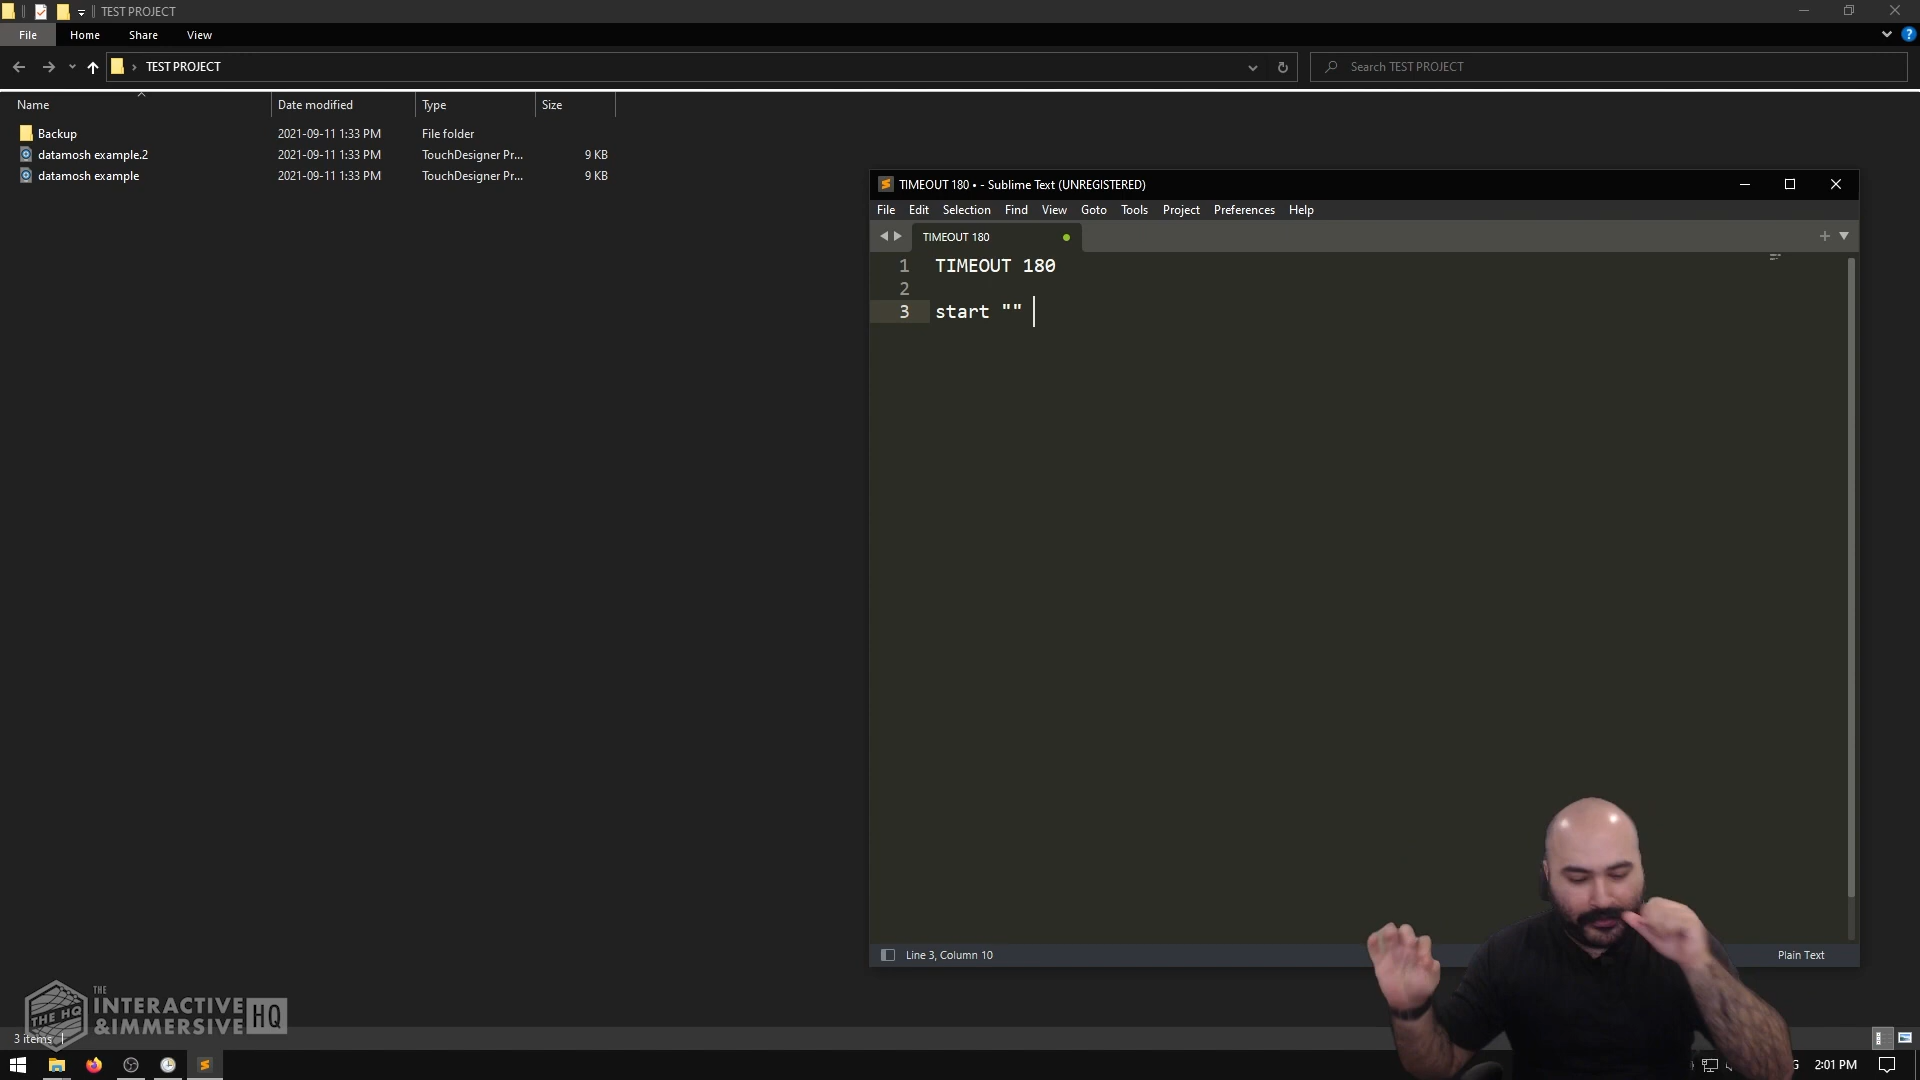 TEST PROJECT
File Home Share View
TEST PROJECT
Search TEST PROJECT
Name Date modified Type Size
Backup 2021-09-11 1:33 PM File folder
datamosh example.2 2021-09-11 1:33 PM TouchDesigner Pr... 9 KB
datamosh example 2021-09-11 1:33 PM TouchDesigner Pr... 9 KB
TIMEOUT 180 • - Sublime Text (UNREGISTERED)
File Edit Selection Find View Goto Tools Project Preferences Help
TIMEOUT 180
1 TIMEOUT 180
2
3 start ""
Line 3, Column 10
Plain Text
THE HQ
THE
INTERACTIVE
&IMMERSIVE
HQ
3 items
2:01 PM